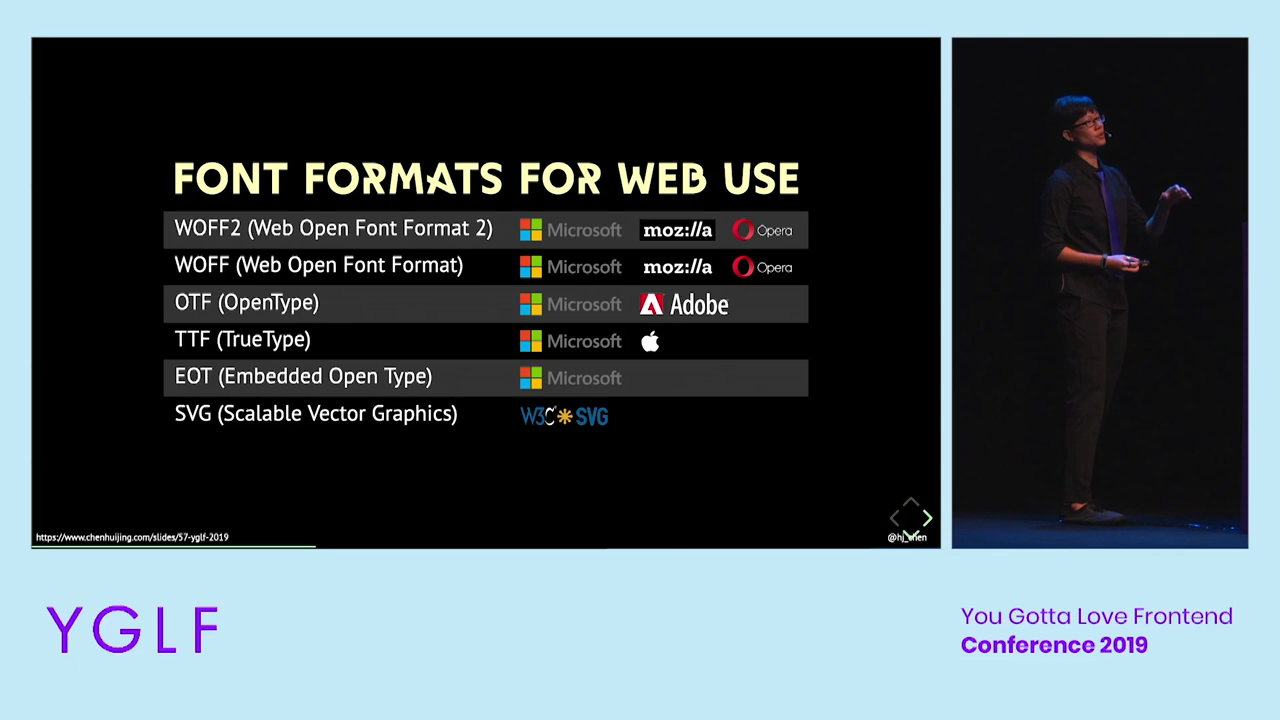 FONT FORMATS FOR WEB USE
WOFF2 (Web Open Font Format 2) Microsoft moz://a Opera
WOFF (Web Open Font Format) Microsoft moz://a Opera
OTF (OpenType) Microsoft Adobe
TTF (TrueType) Microsoft
EOT (Embedded Open Type) Microsoft
SVG (Scalable Vector Graphics) W3C SVG
https://www.chenhuijing.com/slides/57-yglf-2019
@hj_chen
YGLF
You Gotta Love Frontend
Conference 2019